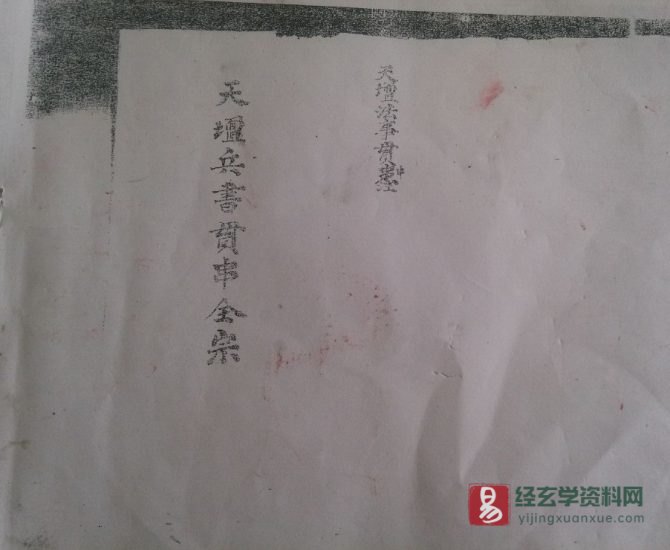 天壇法事貫串
天壇兵書貫串全宗
易
经玄学资料网
yijingxuanxue.com